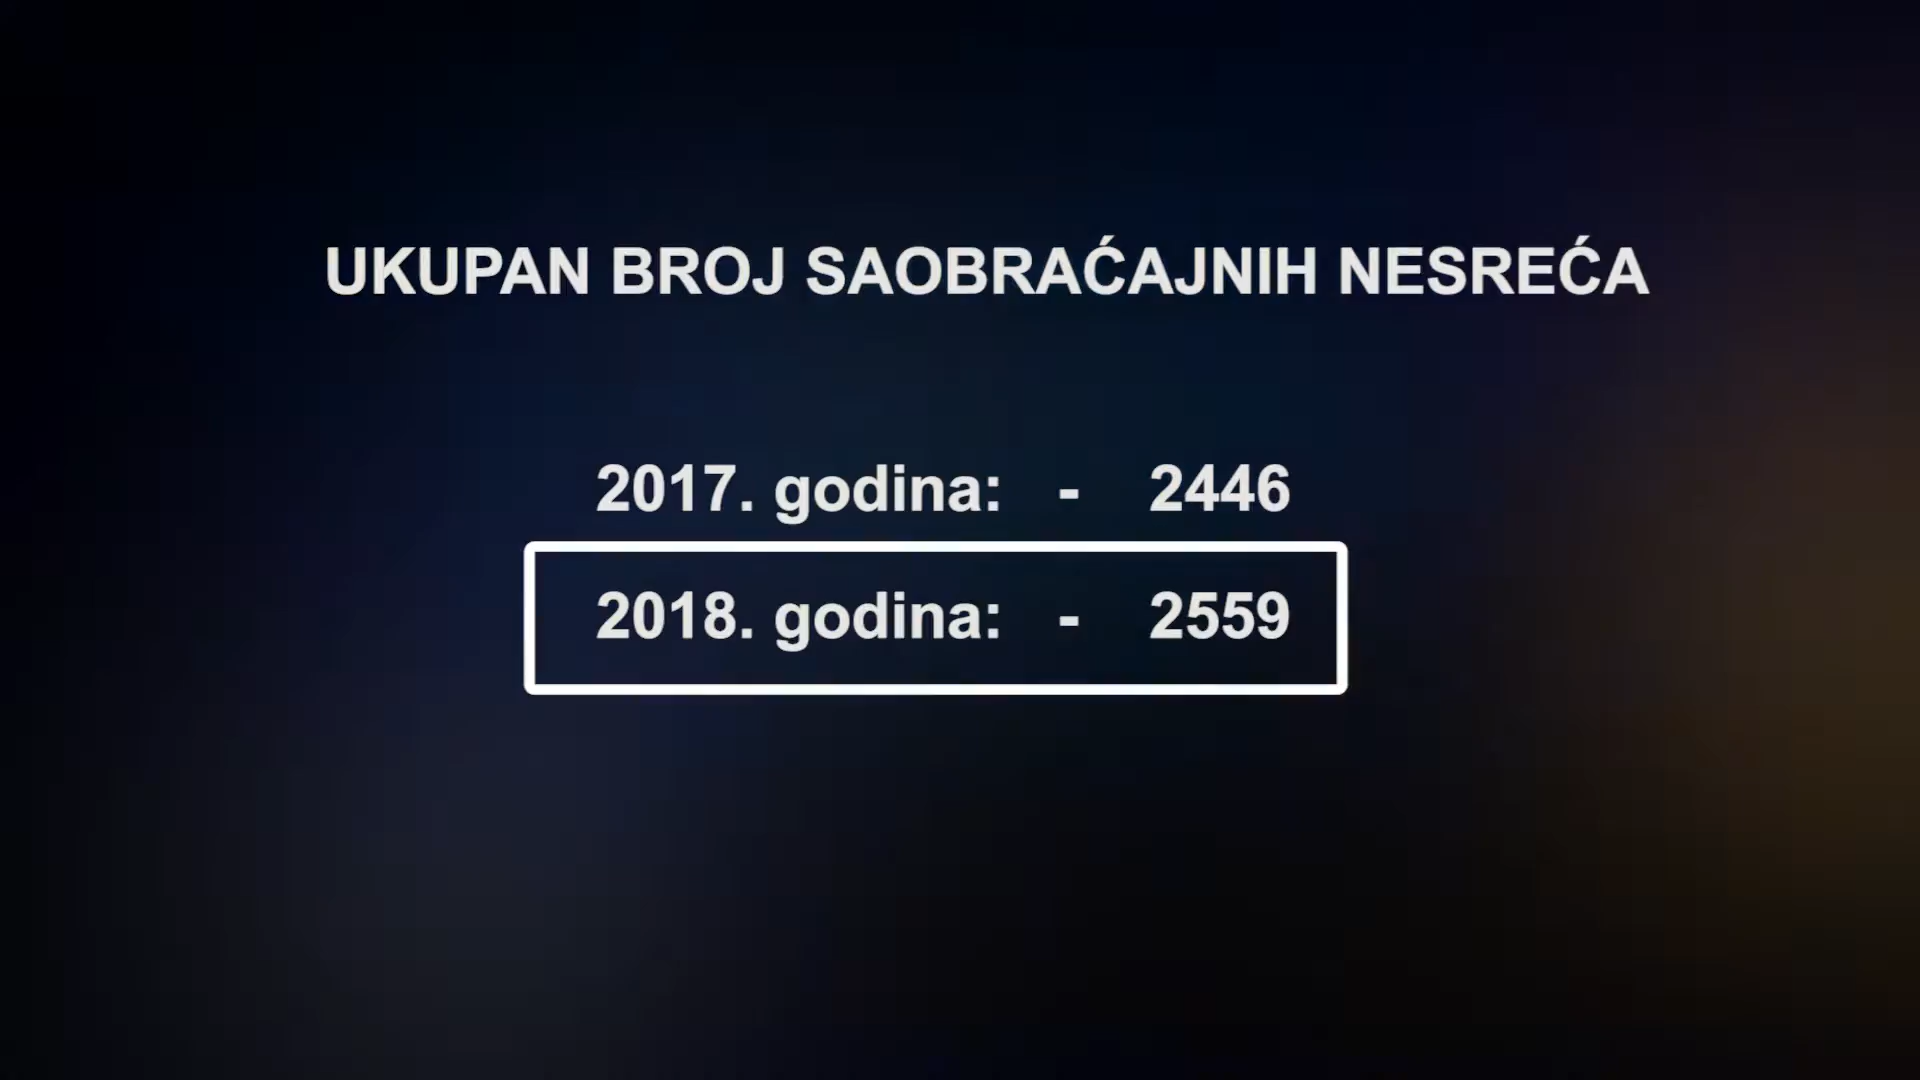 UKUPAN BROJ SAOBRAĆAJNIH NESREĆA
2017. godina: - 2446
2018. godina: - 2559